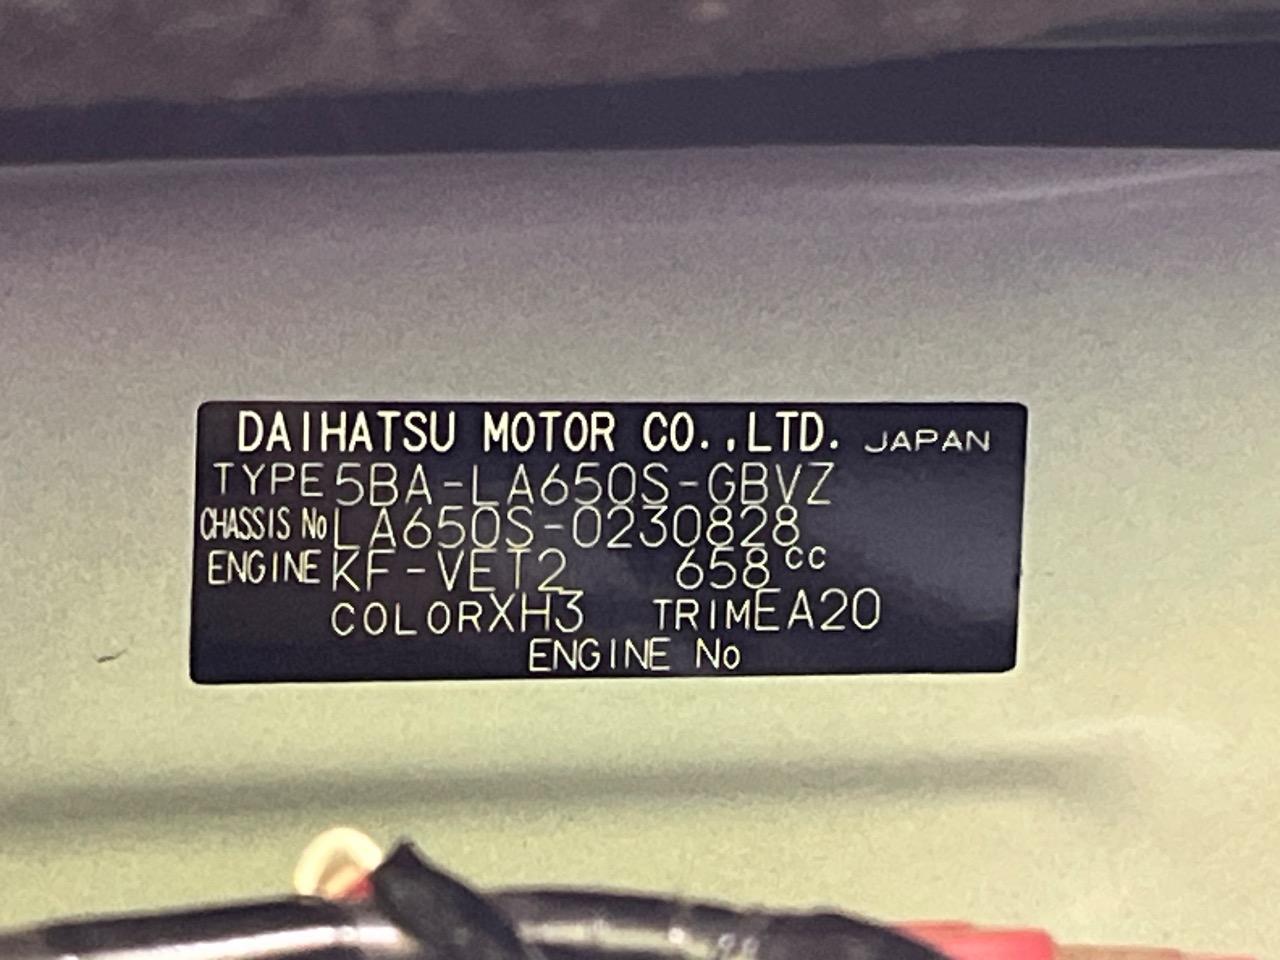 DAIHATSU MOTOR CO.,LTD. JAPAN
TYPE 5BA-LA650S-GBVZ
CHASSIS No LA650S-0230828
ENGINE KF-VET2 658cc
COLOR XH3 TRIM EA20
ENGINE No